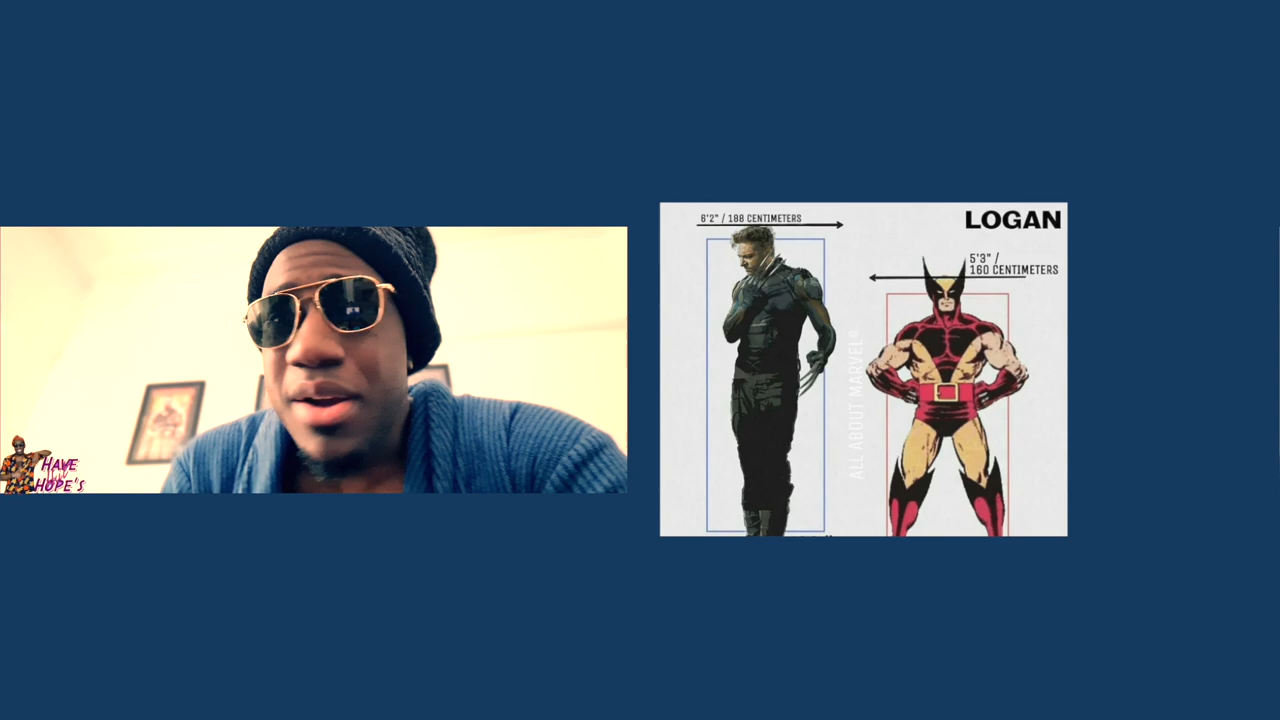 HAVE
HOPE'S
6'2" / 188 CENTIMETERS
LOGAN
5'3" /
160 CENTIMETERS
ALL ABOUT MARVEL®